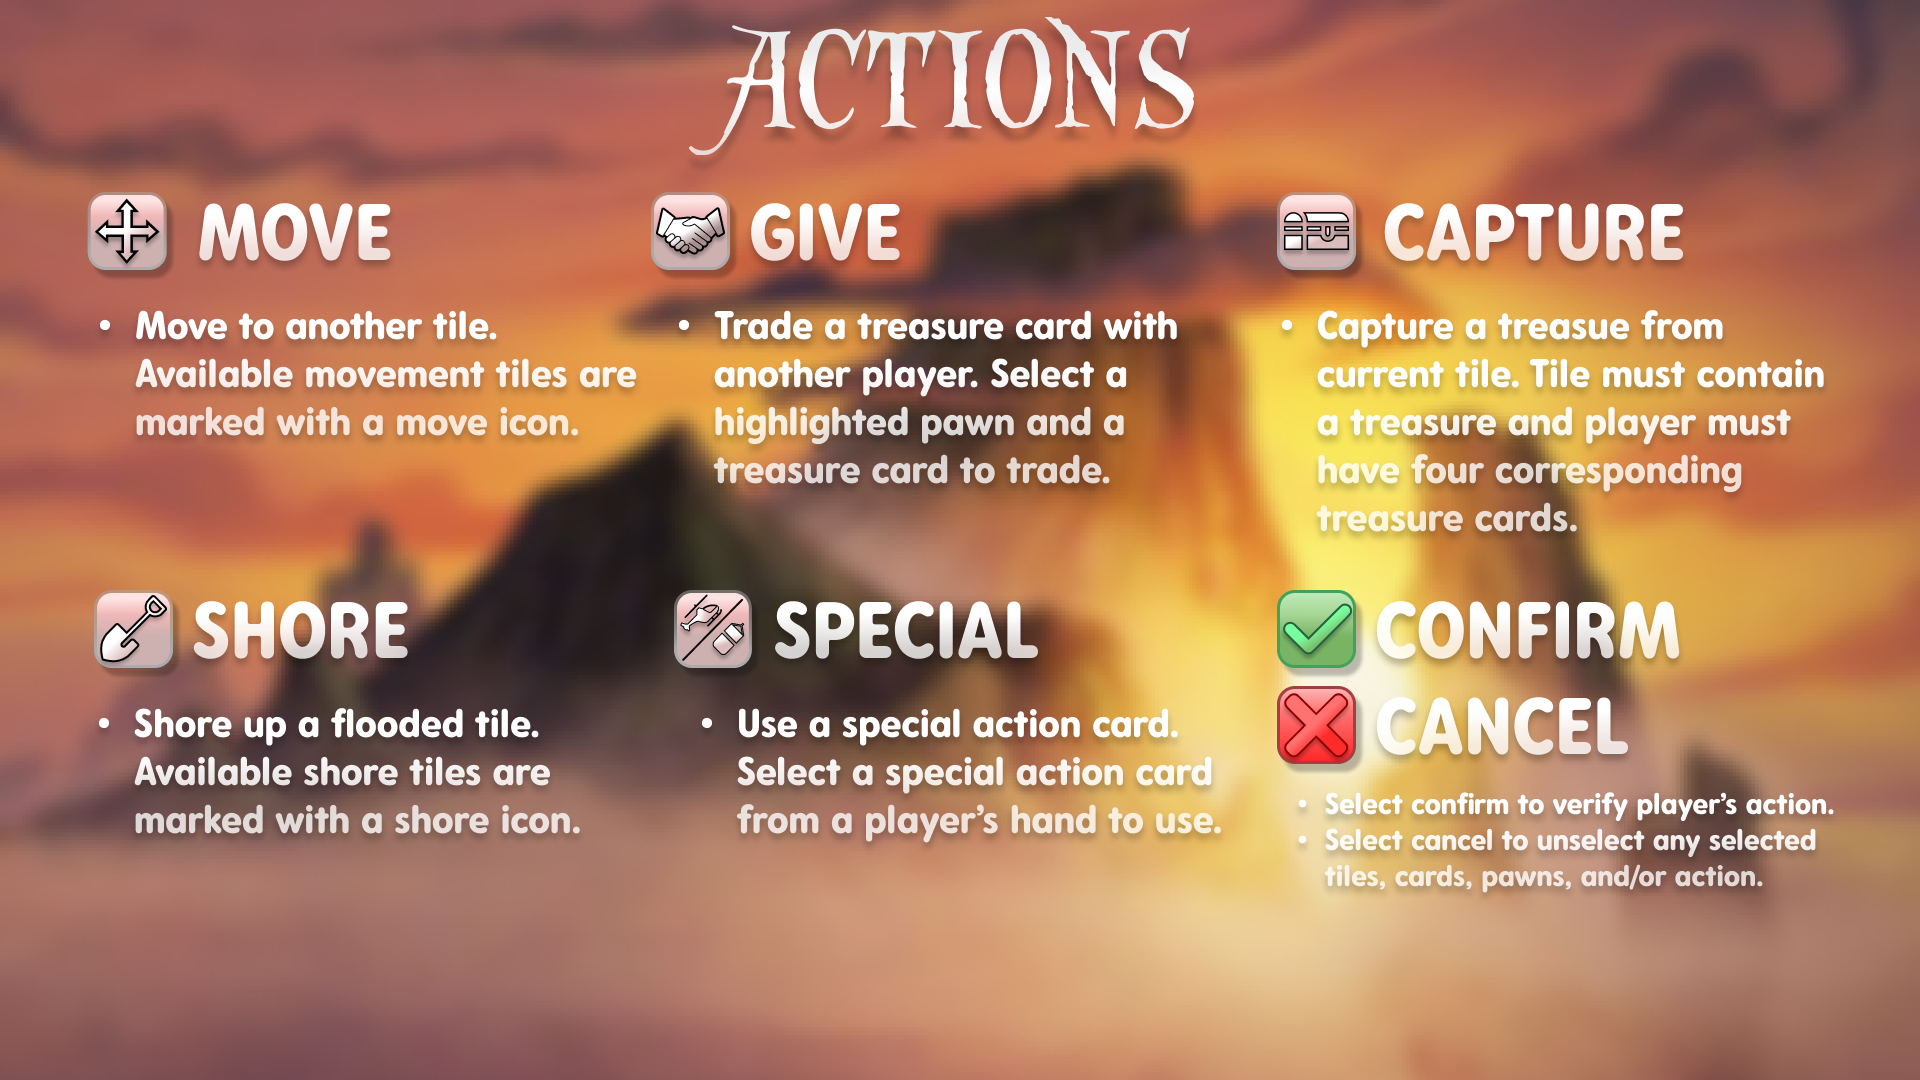 ACTIONS
MOVE
• Move to another tile.
Available movement tiles are
marked with a move icon.
GIVE
• Trade a treasure card with
another player. Select a
highlighted pawn and a
treasure card to trade.
CAPTURE
• Capture a treasue from
current tile. Tile must contain
a treasure and player must
have four corresponding
treasure cards.
SHORE
• Shore up a flooded tile.
Available shore tiles are
marked with a shore icon.
SPECIAL
• Use a special action card.
Select a special action card
from a player’s hand to use.
CONFIRM
CANCEL
• Select confirm to verify player’s action.
• Select cancel to unselect any selected
tiles, cards, pawns, and/or action.